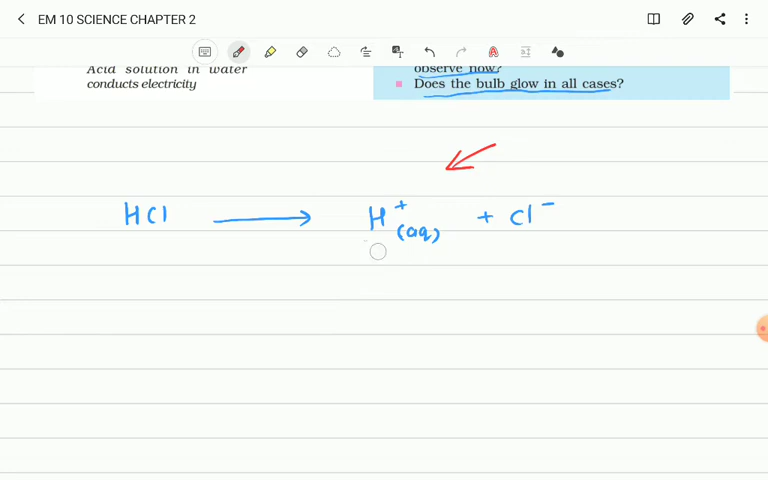 EM 10 SCIENCE CHAPTER 2
Acid solution in water
conducts electricity
observe now?
Does the bulb glow in all cases?
HCl ⟶ H⁺(aq) + Cl⁻